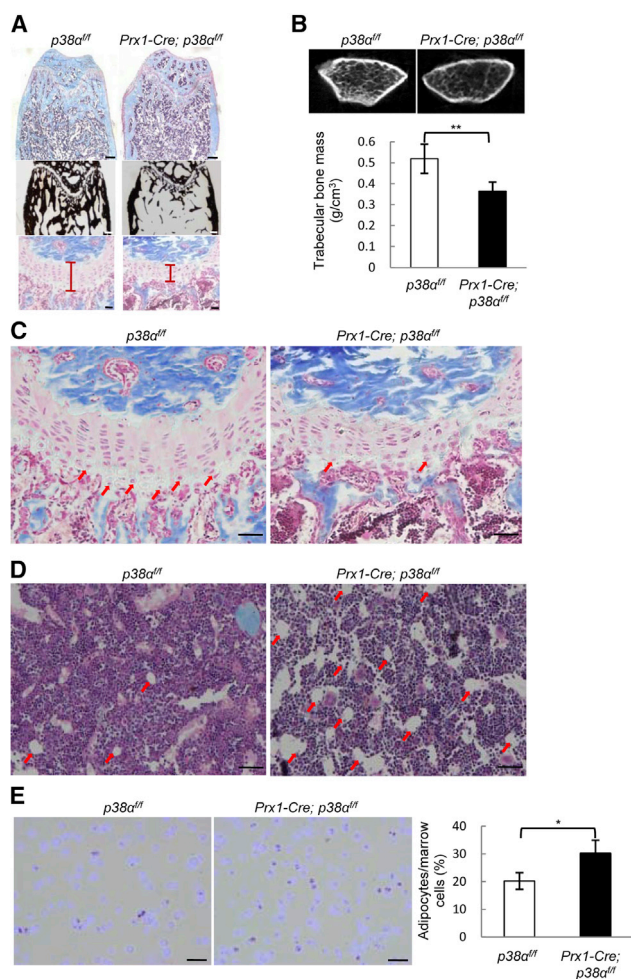 A
p38α^f/f Prx1-Cre; p38α^f/f
B
p38α^f/f Prx1-Cre; p38α^f/f
**
Trabecular bone mass
(g/cm³)
0.6
0.5
0.4
0.3
0.2
0.1
0
p38α^f/f Prx1-Cre;
p38α^f/f
C
p38α^f/f Prx1-Cre; p38α^f/f
D
p38α^f/f Prx1-Cre; p38α^f/f
E
p38α^f/f Prx1-Cre; p38α^f/f
*
Adipocytes/marrow
cells (%)
40
30
20
10
0
p38α^f/f Prx1-Cre;
p38α^f/f